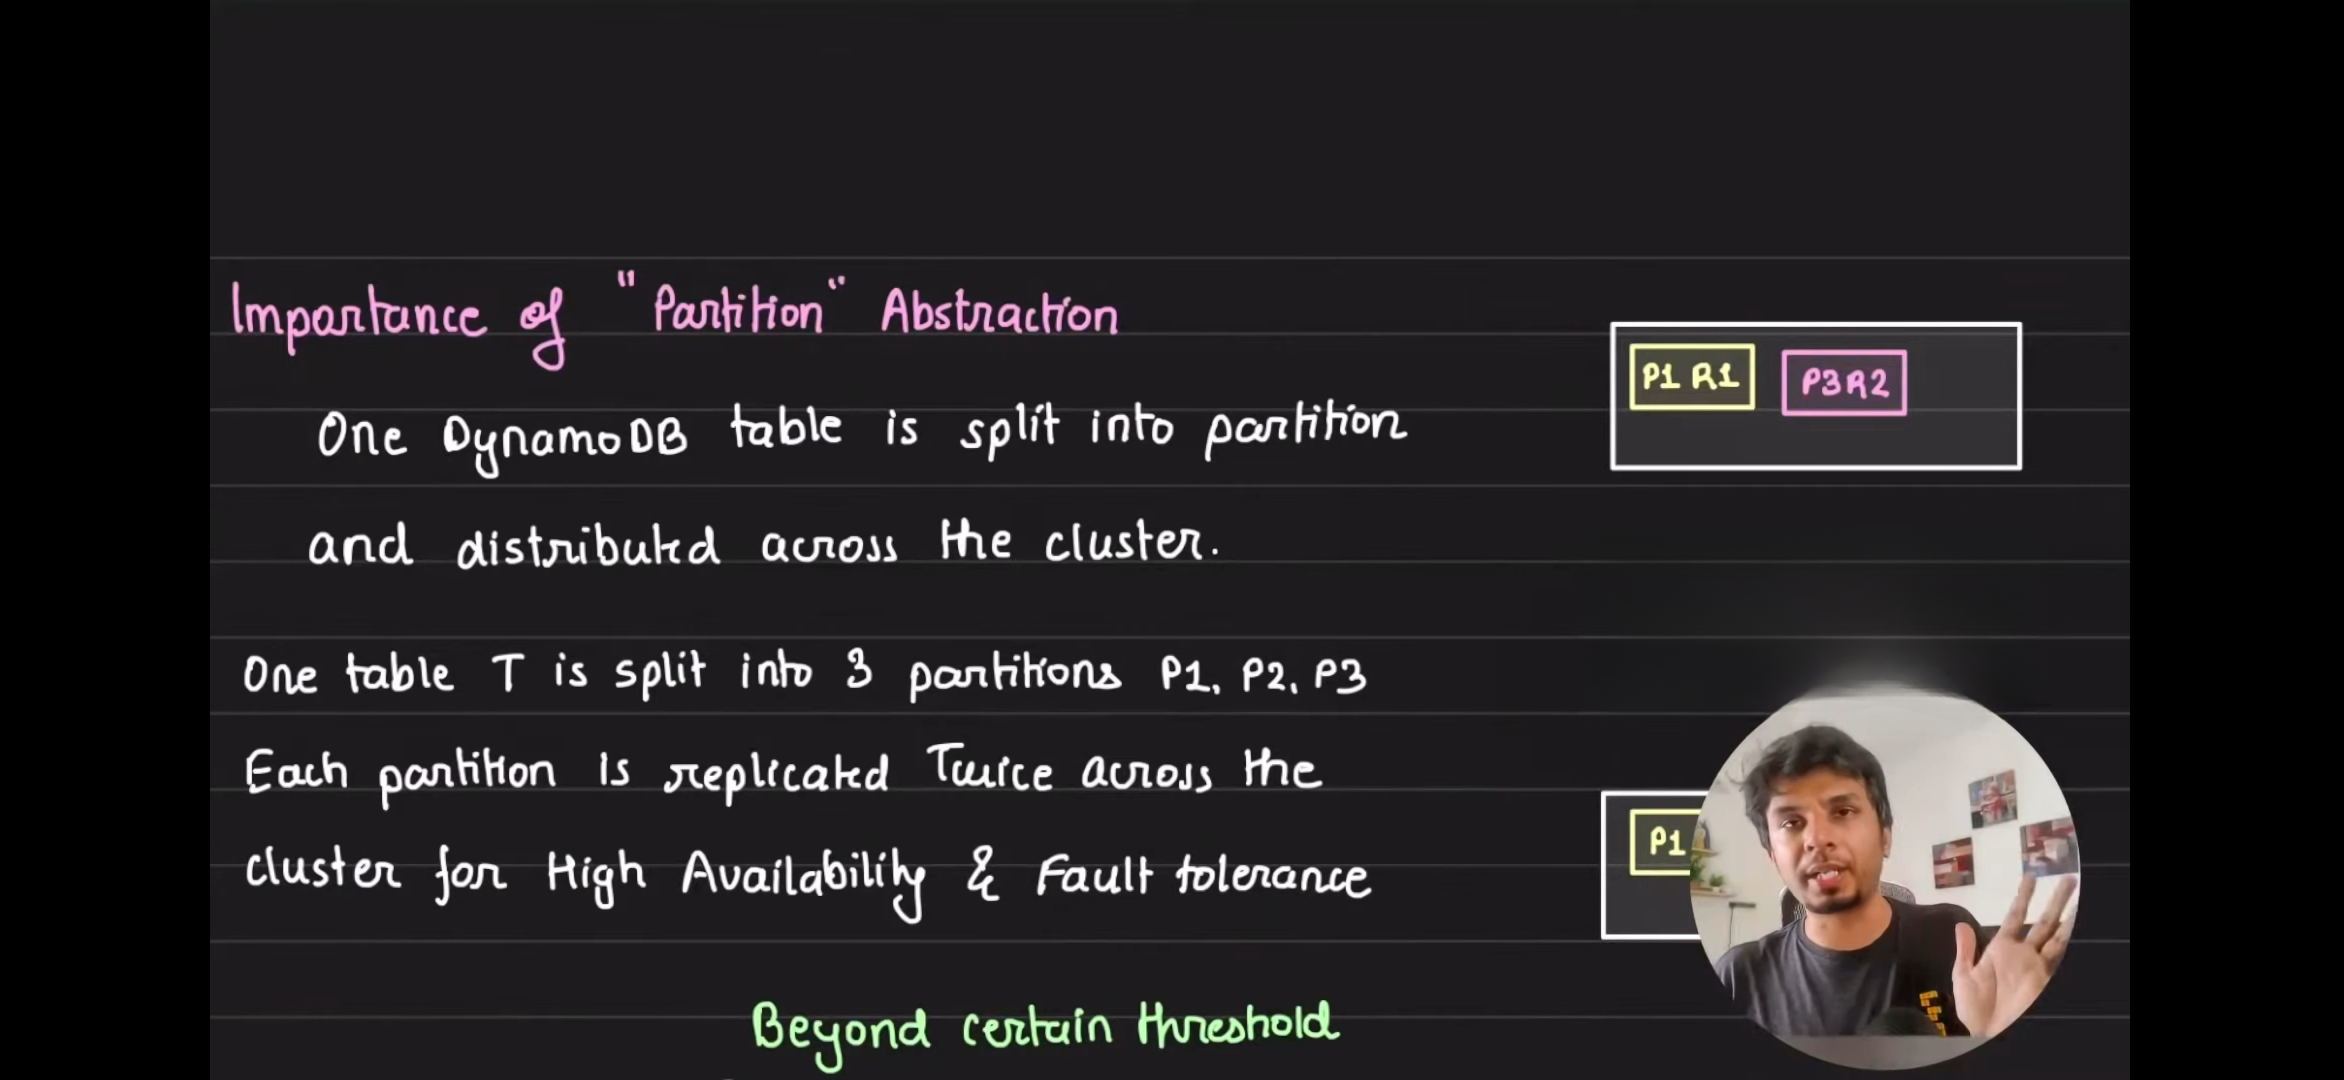 Importance of "Partition" Abstraction
One DynamoDB table is split into partition
and distributed across the cluster.
One table T is split into 3 partitions P1, P2, P3
Each partition is replicated Twice across the
cluster for High Availability & Fault tolerance
Beyond certain threshold
P1 R1
P3R2
P1